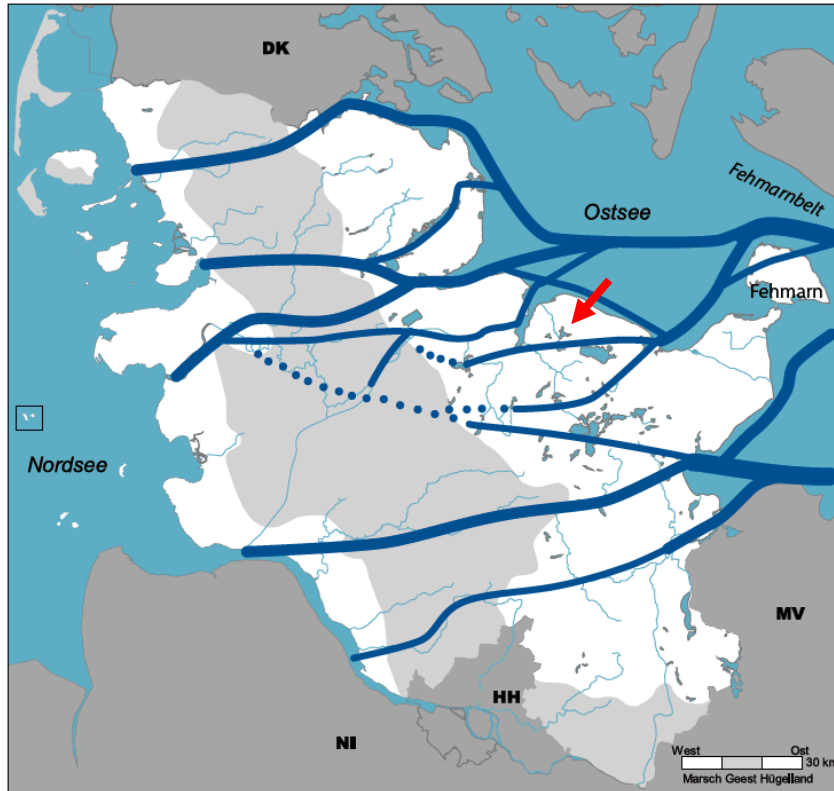 DK
Fehmarnbelt
Ostsee
Fehmarn
Nordsee
MV
HH
NI
West Ost
30 km
Marsch Geest Hügelland